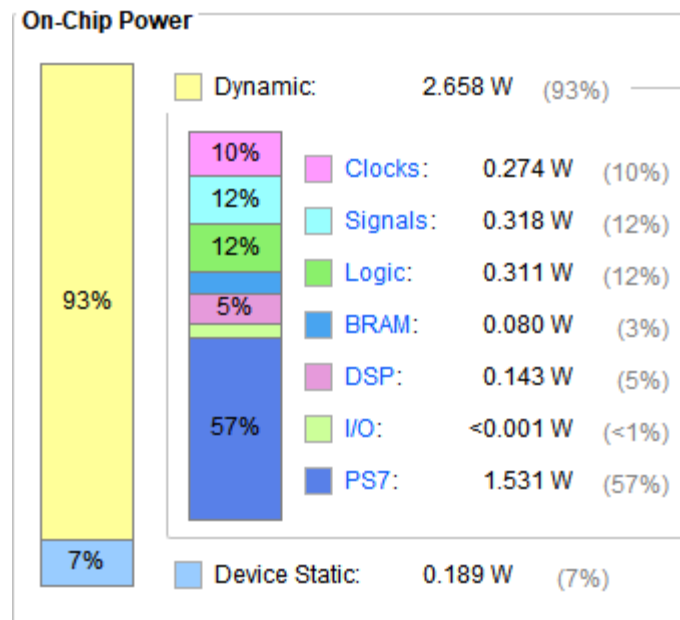 On-Chip Power
Dynamic: 2.658 W (93%)
93%
7%
10%
12%
12%
5%
57%
Clocks: 0.274 W (10%)
Signals: 0.318 W (12%)
Logic: 0.311 W (12%)
BRAM: 0.080 W (3%)
DSP: 0.143 W (5%)
I/O: <0.001 W (<1%)
PS7: 1.531 W (57%)
Device Static: 0.189 W (7%)